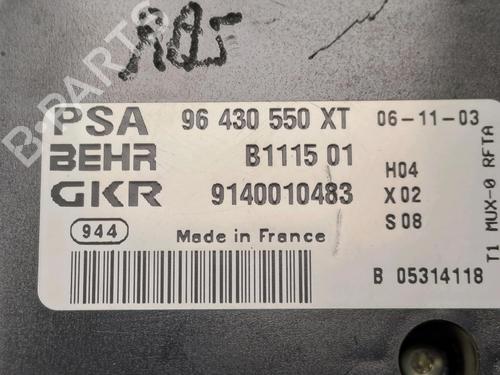 B-PARTS
PSA 96 430 550 XT 06-11-03
BEHR B1115 01 H04
GKR 9140010483 X 02
S 08
944 Made in France
B 05314118
T1 MUX-0 RFTA